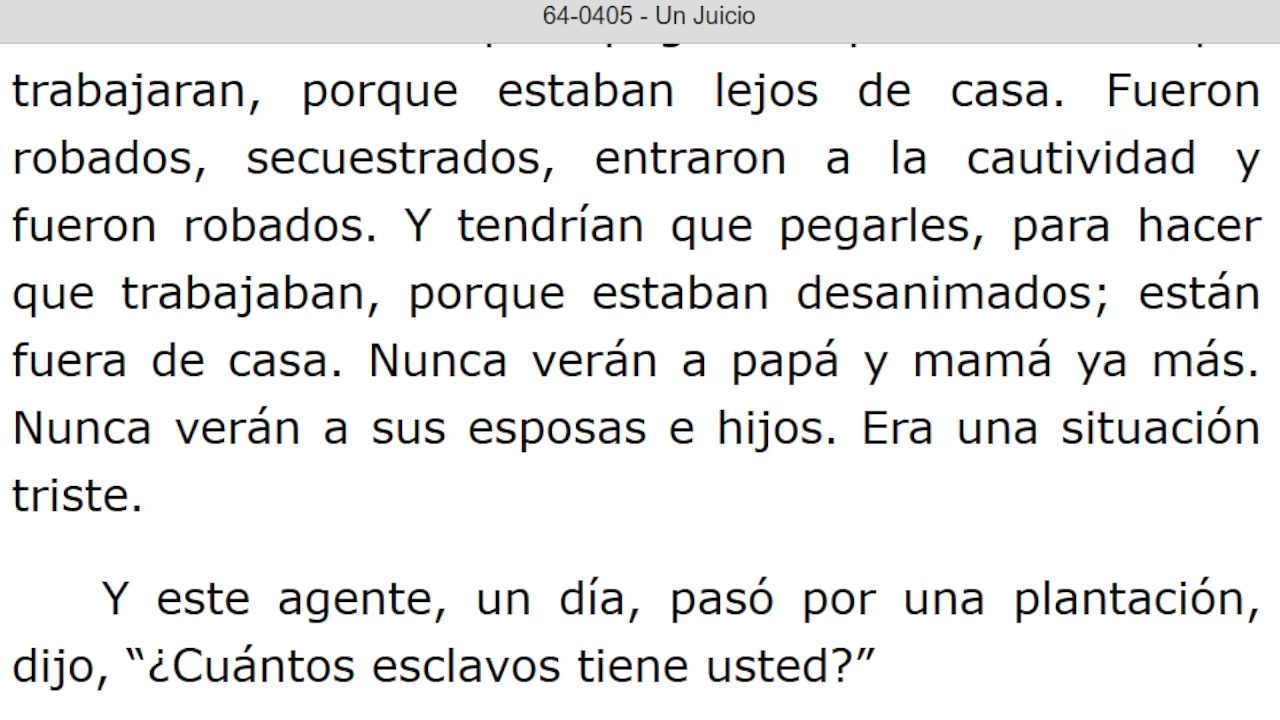 64-0405 - Un Juicio
trabajaran, porque estaban lejos de casa. Fueron
robados, secuestrados, entraron a la cautividad y
fueron robados. Y tendrían que pegarles, para hacer
que trabajaban, porque estaban desanimados; están
fuera de casa. Nunca verán a papá y mamá ya más.
Nunca verán a sus esposas e hijos. Era una situación
triste.
Y este agente, un día, pasó por una plantación,
dijo, “¿Cuántos esclavos tiene usted?”